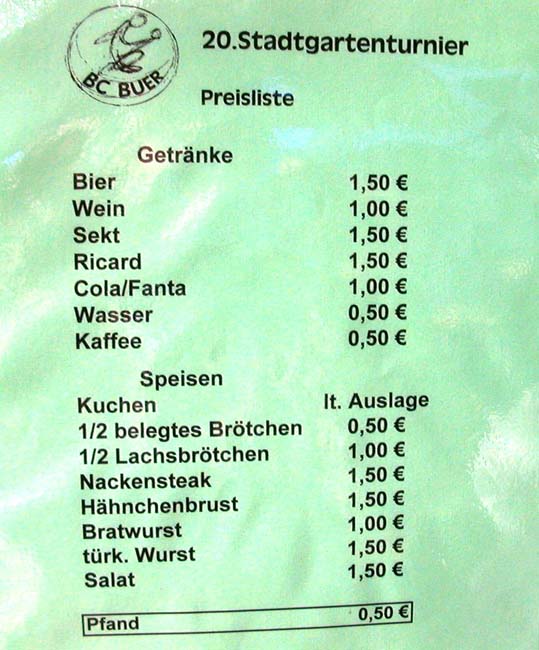 BC BUER
20.Stadtgartenturnier
Preisliste
Getränke
Bier 1,50 €
Wein 1,00 €
Sekt 1,50 €
Ricard 1,50 €
Cola/Fanta 1,00 €
Wasser 0,50 €
Kaffee 0,50 €
Speisen
Kuchen lt. Auslage
1/2 belegtes Brötchen 0,50 €
1/2 Lachsbrötchen 1,00 €
Nackensteak 1,50 €
Hähnchenbrust 1,50 €
Bratwurst 1,00 €
türk. Wurst 1,50 €
Salat 1,50 €
Pfand 0,50 €